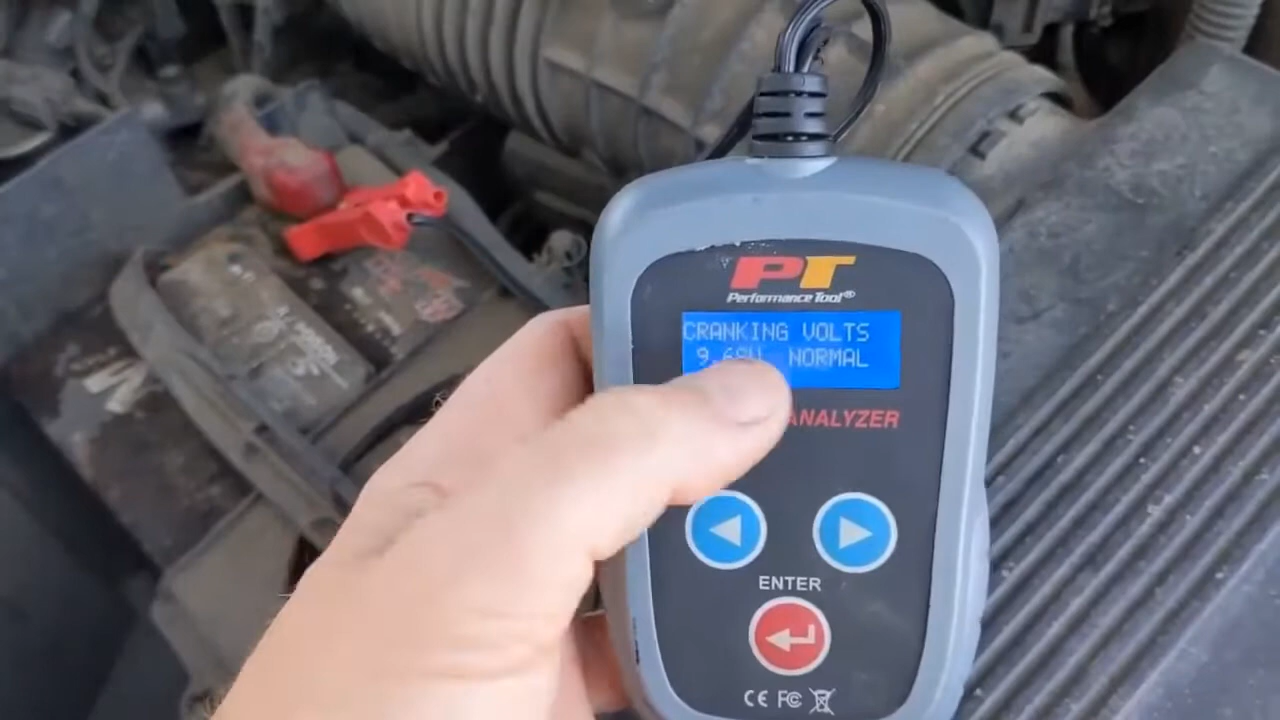 PT
Performance Tool®
CRANKING VOLTS
NORMAL
ANALYZER
ENTER
CE FC